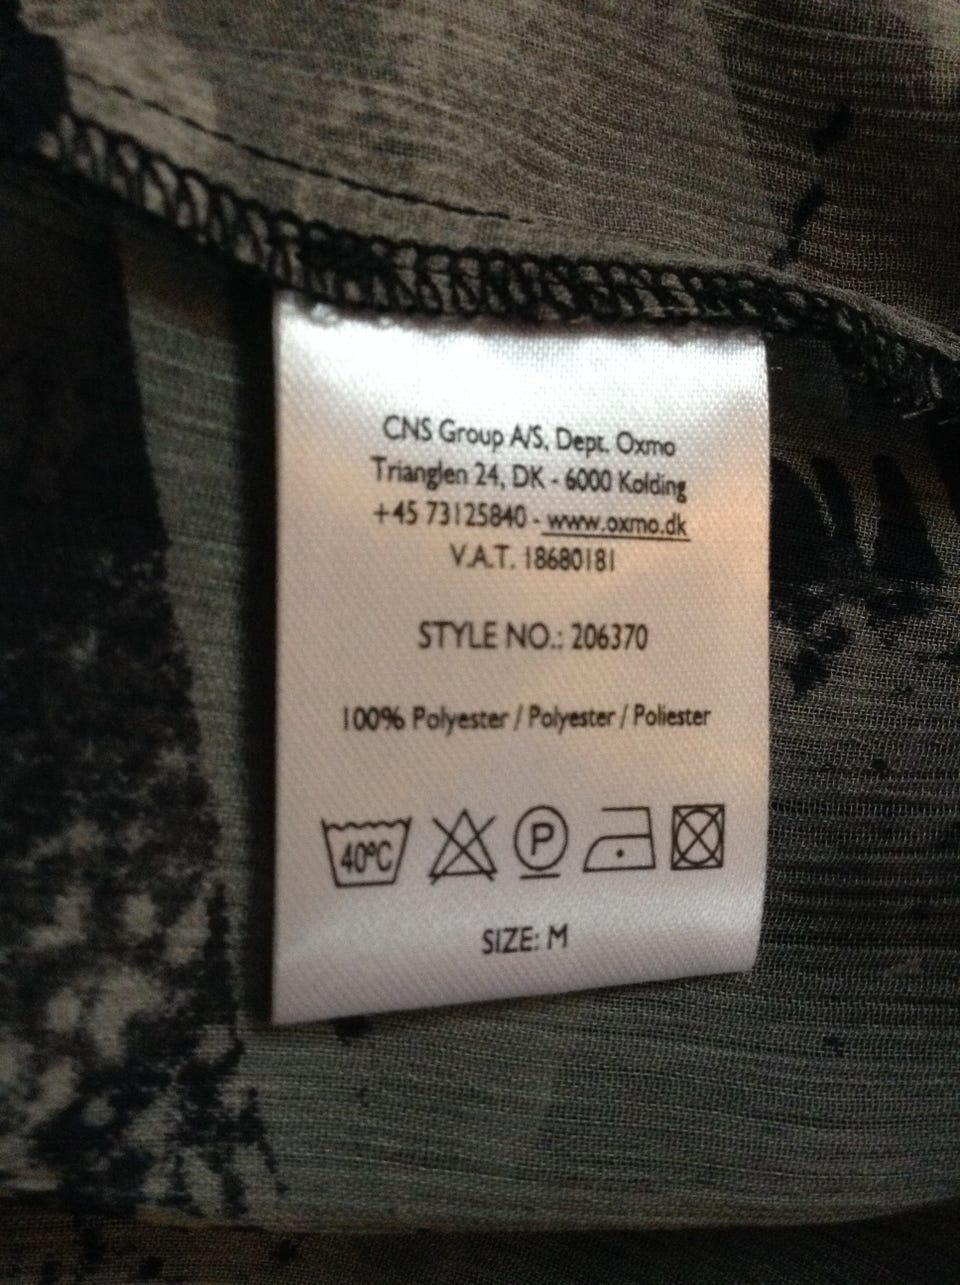 CNS Group A/S, Dept. Oxmo
Trianglen 24, DK - 6000 Kolding
+45 73125840 - www.oxmo.dk
V.A.T. 18680181
STYLE NO.: 206370
100% Polyester / Polyester / Poliester
40ºC P
SIZE: M